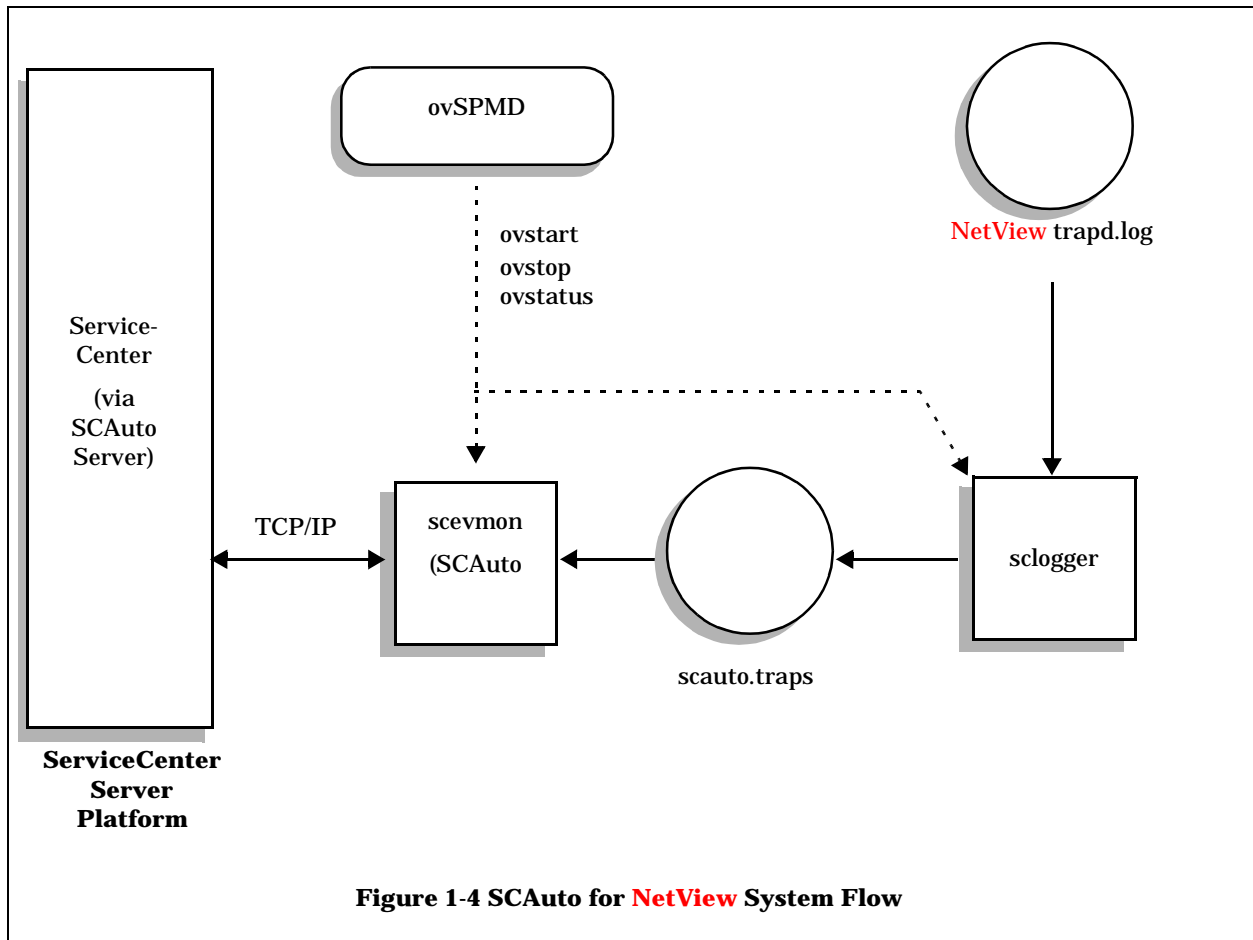 ovSPMD
NetView trapd.log
ovstart
ovstop
ovstatus
Service-
Center
(via
SCAuto
Server)
TCP/IP
scevmon
(SCAuto
sclogger
scauto.traps
ServiceCenter
Server
Platform
Figure 1-4 SCAuto for NetView System Flow